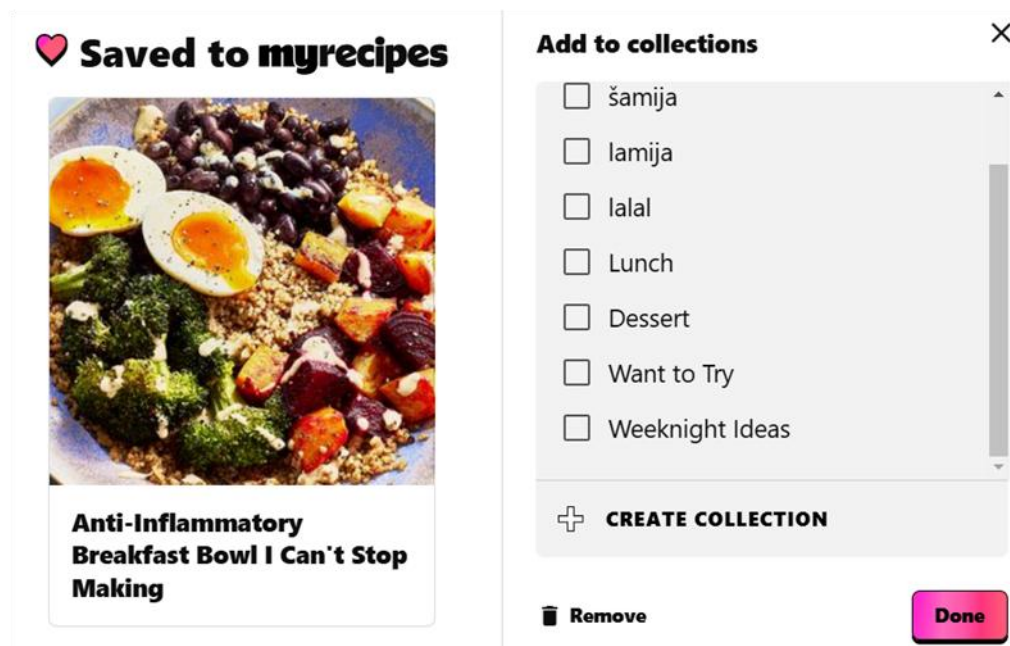 Saved to myrecipes
Anti-Inflammatory
Breakfast Bowl I Can't Stop
Making
Add to collections
šamija
lamija
lalal
Lunch
Dessert
Want to Try
Weeknight Ideas
CREATE COLLECTION
Remove
Done